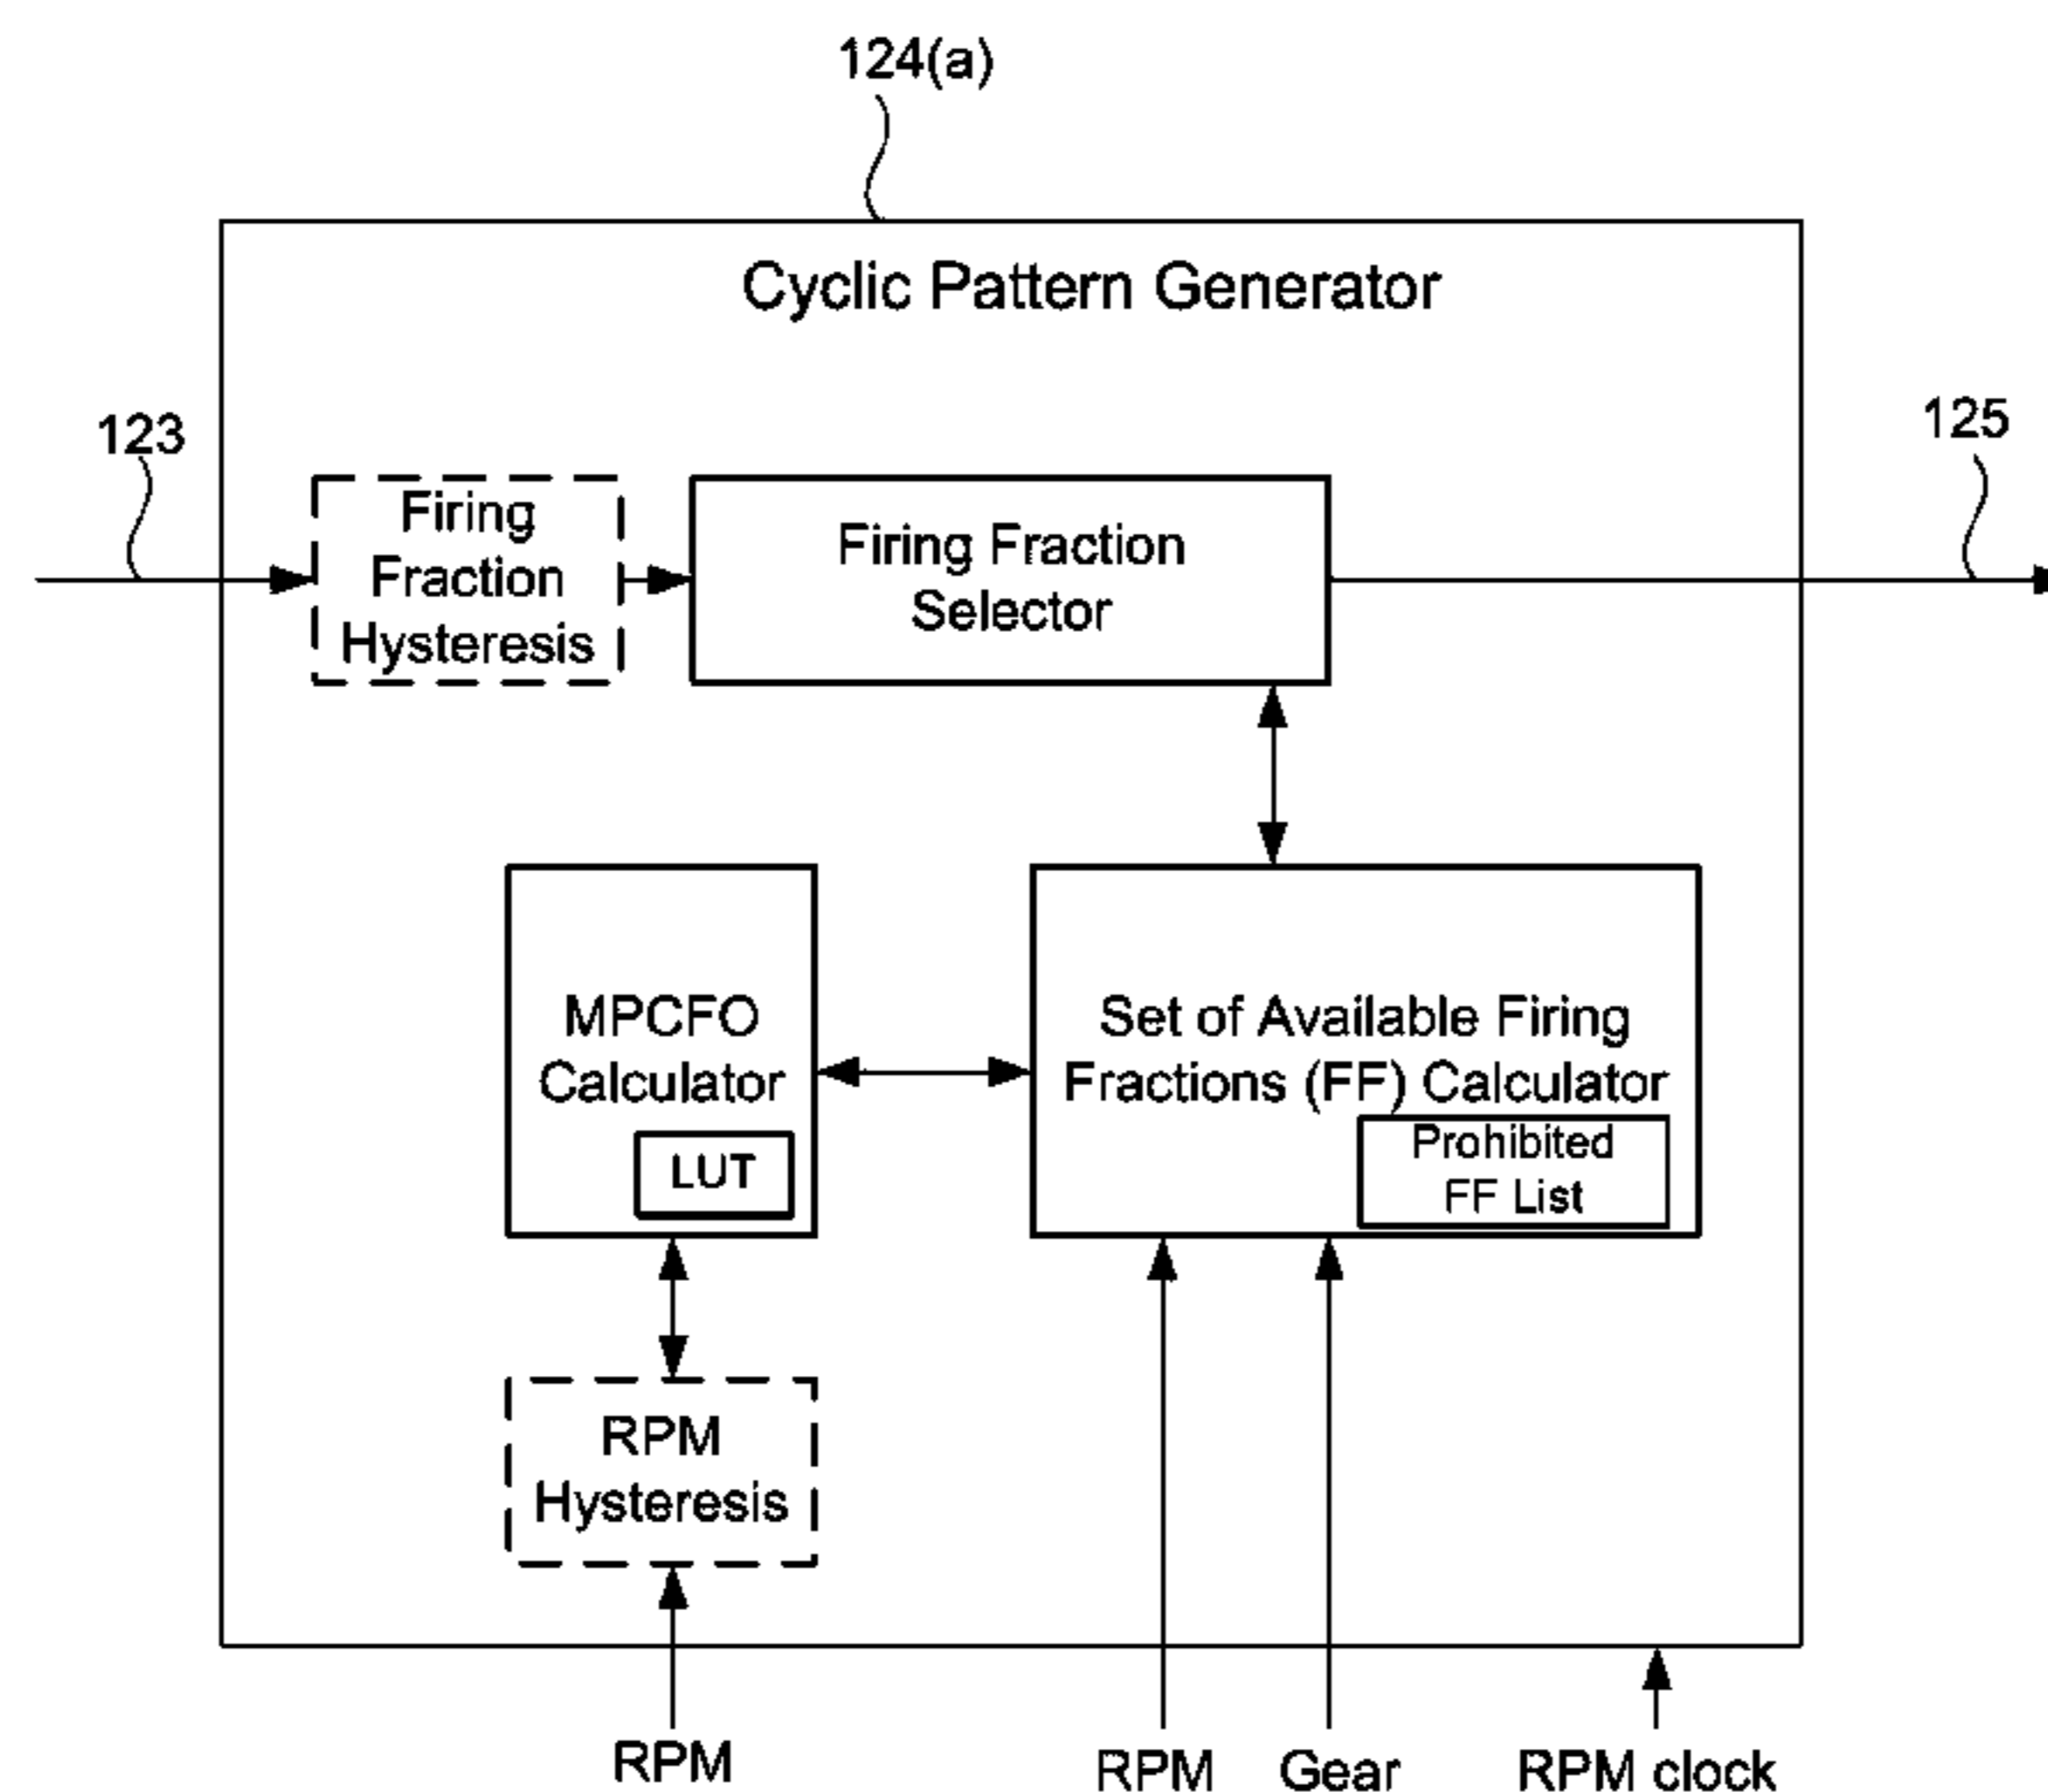 124(a)
Cyclic Pattern Generator
123
125
Firing
Fraction
Hysteresis
Firing Fraction
Selector
MPCFO
Calculator
LUT
Set of Available Firing
Fractions (FF) Calculator
Prohibited
FF List
RPM
Hysteresis
RPM
RPM
Gear
RPM clock